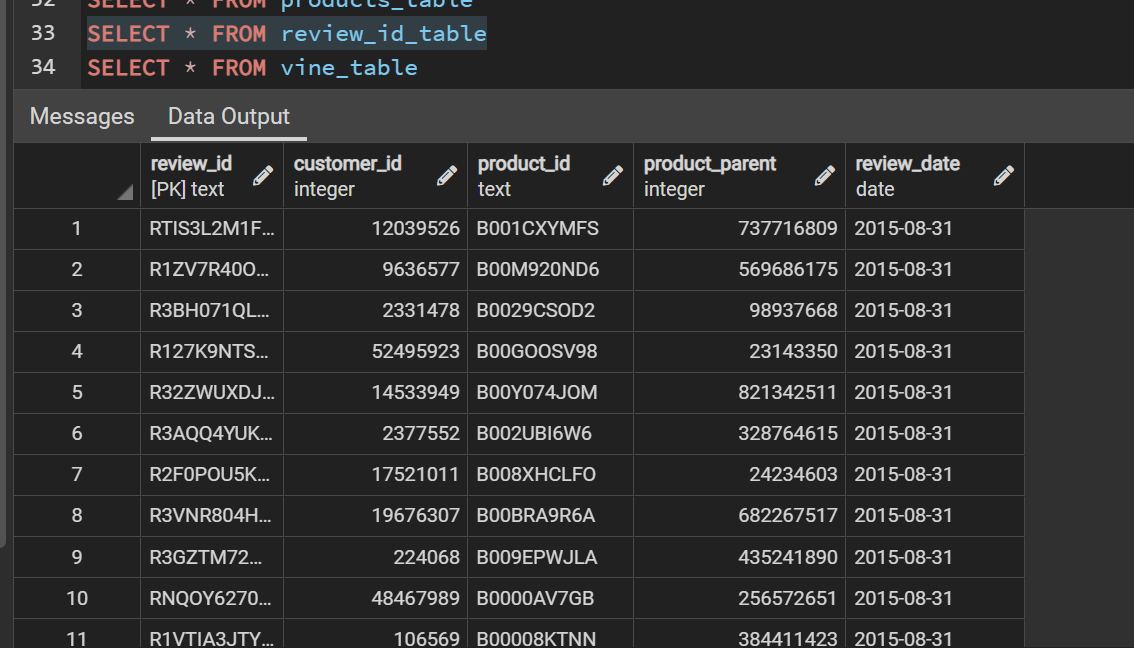 32 SELECT * FROM products_table
33 SELECT * FROM review_id_table
34 SELECT * FROM vine_table
Messages Data Output
review_id customer_id product_id product_parent review_date
[PK] text integer text integer date
1 RTIS3L2M1F... 12039526 B001CXYMFS 737716809 2015-08-31
2 R1ZV7R40O... 9636577 B00M920ND6 569686175 2015-08-31
3 R3BH071QL... 2331478 B0029CSOD2 98937668 2015-08-31
4 R127K9NTS... 52495923 B00GOOSV98 23143350 2015-08-31
5 R32ZWUXDJ... 14533949 B00Y074JOM 821342511 2015-08-31
6 R3AQQ4YUK... 2377552 B002UBI6W6 328764615 2015-08-31
7 R2F0POU5K... 17521011 B008XHCLFO 24234603 2015-08-31
8 R3VNR804H... 19676307 B00BRA9R6A 682267517 2015-08-31
9 R3GZTM72... 224068 B009EPWJLA 435241890 2015-08-31
10 RNQOY6270... 48467989 B0000AV7GB 256572651 2015-08-31
11 R1VTIA3JTY... 106569 B00008KTNN 384411423 2015-08-31